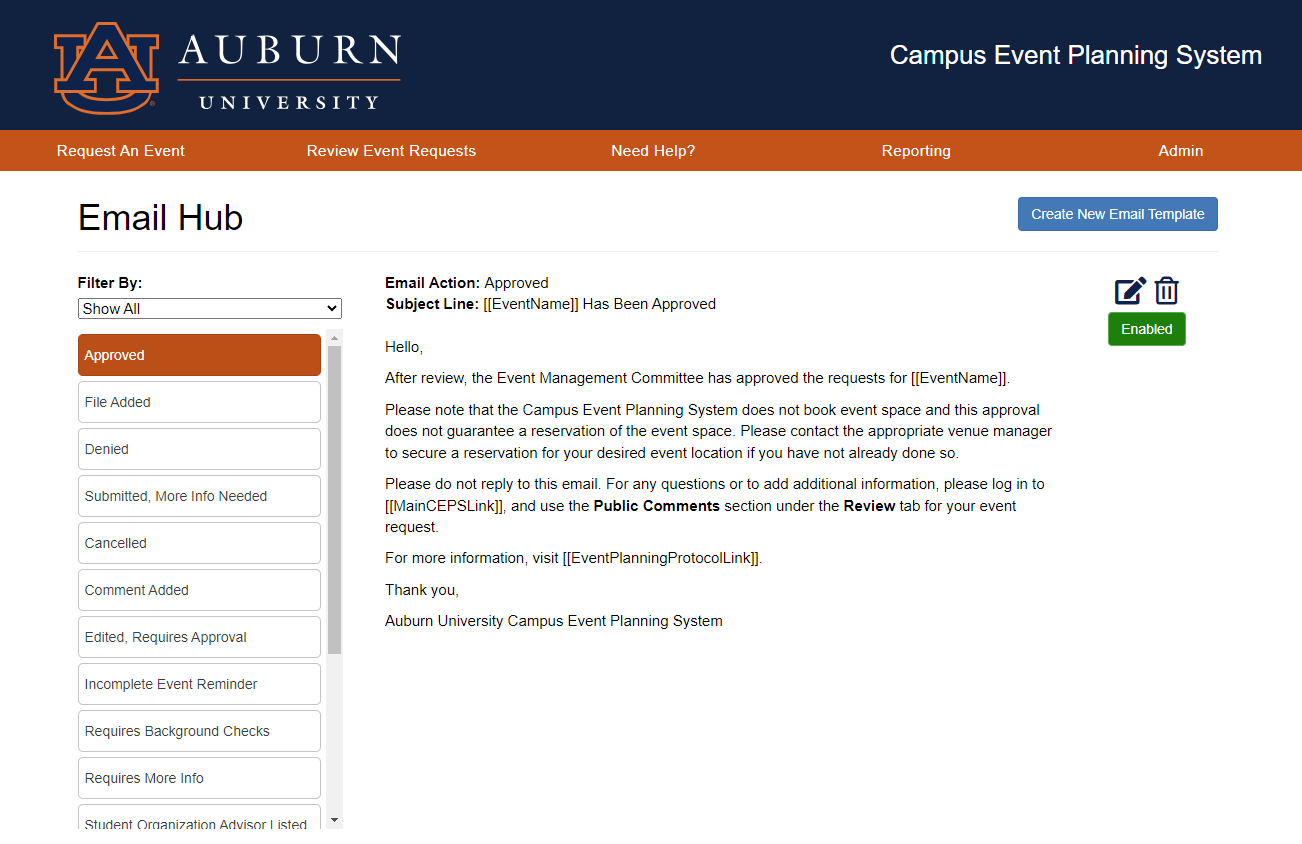 AUBURN
UNIVERSITY
Campus Event Planning System
Request An Event
Review Event Requests
Need Help?
Reporting
Admin
Email Hub
Create New Email Template
Filter By:
Show All
Approved
File Added
Denied
Submitted, More Info Needed
Cancelled
Comment Added
Edited, Requires Approval
Incomplete Event Reminder
Requires Background Checks
Requires More Info
Student Organization Advisor Listed
Email Action: Approved
Subject Line: [[EventName]] Has Been Approved
Enabled
Hello,
After review, the Event Management Committee has approved the requests for [[EventName]].
Please note that the Campus Event Planning System does not book event space and this approval
does not guarantee a reservation of the event space. Please contact the appropriate venue manager
to secure a reservation for your desired event location if you have not already done so.
Please do not reply to this email. For any questions or to add additional information, please log in to
[[MainCEPSLink]], and use the Public Comments section under the Review tab for your event
request.
For more information, visit [[EventPlanningProtocolLink]].
Thank you,
Auburn University Campus Event Planning System